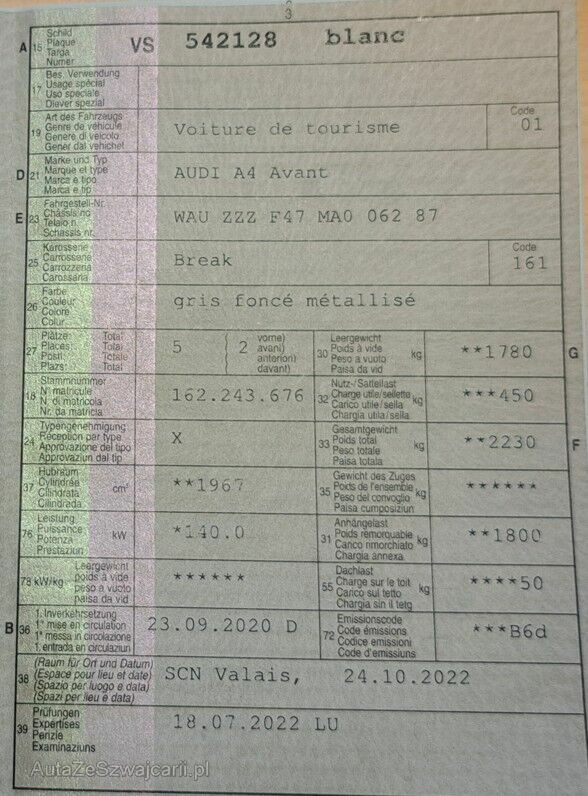 3
A 15 Schild
Plaque
Targa
Numer
VS 542128 blanc
17 Bes. Verwendung
Usage spécial
Uso speciale
Diever spezial
19 Art des Fahrzeugs
Genre de véhicule
Genere di veicolo
Gener dal vehichel
Voiture de tourisme
Code
01
D 21 Marke und Typ
Marque et type
Marca e tipo
Marca e tip
AUDI A4 Avant
E 23 Fahrgestell-Nr.
Châssis no
Telaio n.
Schassis nr.
WAU ZZZ F47 MA0 062 87
25 Karosserie
Carrosserie
Carrozzeria
Carossaria
Break
Code
161
26 Farbe
Couleur
Colore
Colur
gris foncé métallisé
27 Plätze: Total
Places: Total
Posti: Totale
Plazs: Total
5 ( 2 vorne)
avant)
anteriori)
davant)
30 Leergewicht
Poids à vide
Peso a vuoto
Paisa da vid
kg
**1780
G
18 Stammnummer
N° matricule
N. di matricola
Nr. da matricla
162.243.676
32 Nutz-/Sattellast
Charge utile/sellette
Carico utile/sella
Chargia utila/sella
kg
***450
24 Typengenehmigung
Réception par type
Approvazione del tipo
Approvaziun dal tip
X
33 Gesamtgewicht
Poids total
Peso totale
Paisa totala
kg
**2230
F
37 Hubraum
Cylindrée
Cilindrata
Cilindrada
cm³
**1967
35 Gewicht des Zuges
Poids de l'ensemble
Peso del convoglio
Paisa cumposiziun
kg
******
76 Leistung
Puissance
Potenza
Prestaziun
kW
*140.0
31 Anhängelast
Poids remorquable
Carico rimorchiato
Chargia annexa
kg
**1800
78 kW/kg Leergewicht
poids à vide
peso a vuoto
paisa da vid
******
55 Dachlast
Charge sur le toit
Carico sul tetto
Chargia sin il tetg
kg
****50
B 36 1. Inverkehrsetzung
1re mise en circulation
1a messa in circolazione
1. entrada en circulaziun
23.09.2020 D
72 Emissionscode
Code émissions
Codice emissioni
Code d'emissiuns
***B6d
38 (Raum für Ort und Datum)
(Espace pour lieu et date)
(Spazio per luogo e data)
(Spazi per lieu e data)
SCN Valais, 24.10.2022
39 Prüfungen
Expertises
Perizie
Examinaziuns
18.07.2022 LU
AutaZeSzwajcarii.pl